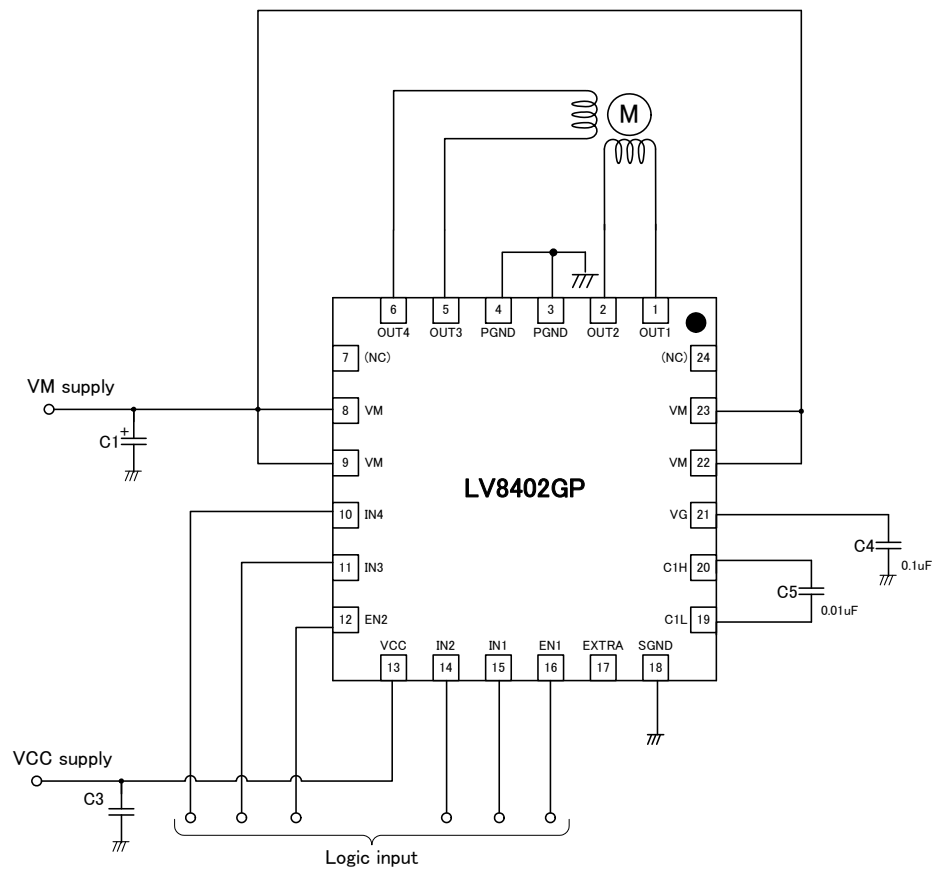 M
6 5 4 3 2 1
OUT4 OUT3 PGND PGND OUT2 OUT1
7 (NC)
(NC) 24
VM supply
8 VM
VM 23
C1 +
9 VM
VM 22
LV8402GP
10 IN4
VG 21
C4 0.1uF
11 IN3
C1H 20
C5 0.01uF
12 EN2
C1L 19
VCC IN2 IN1 EN1 EXTRA SGND
13 14 15 16 17 18
VCC supply
C3
Logic input